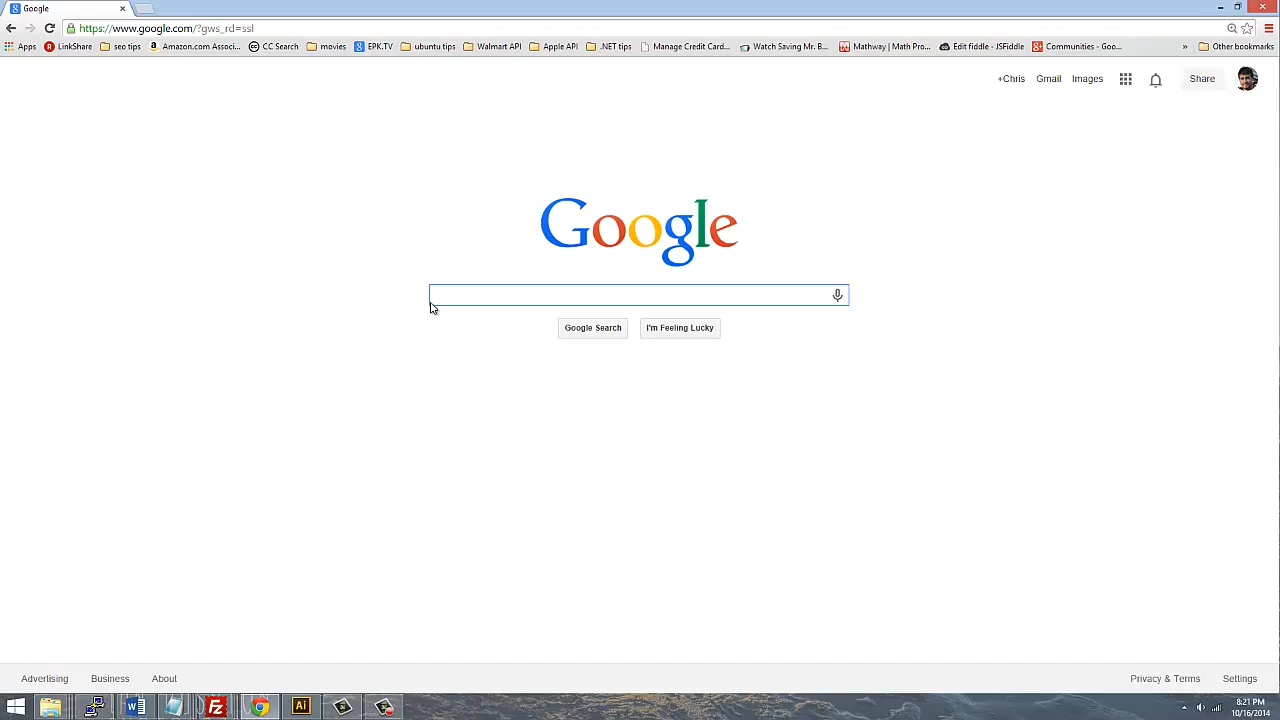 Google
https://www.google.com/?gws_rd=ssl
Apps LinkShare seo tips Amazon.com Associ... CC Search movies EPK.TV ubuntu tips Walmart API Apple API .NET tips Manage Credit Card... Watch Saving Mr. B... Mathway | Math Pro... Edit fiddle - JSFiddle Communities - Goo... » Other bookmarks
+Chris Gmail Images Share
Google
Google Search I'm Feeling Lucky
Advertising Business About Privacy & Terms Settings
W Fz Ai
8:21 PM
10/16/2014